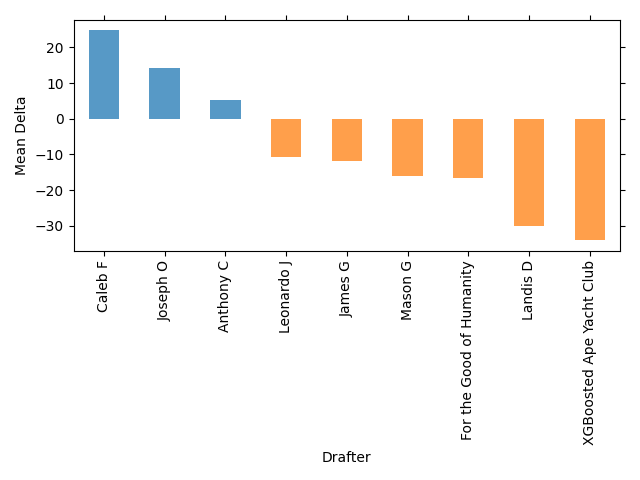 Mean Delta
20
10
0
−10
−20
−30
Caleb F
Joseph O
Anthony C
Leonardo J
James G
Mason G
For the Good of Humanity
Landis D
XGBoosted Ape Yacht Club
Drafter